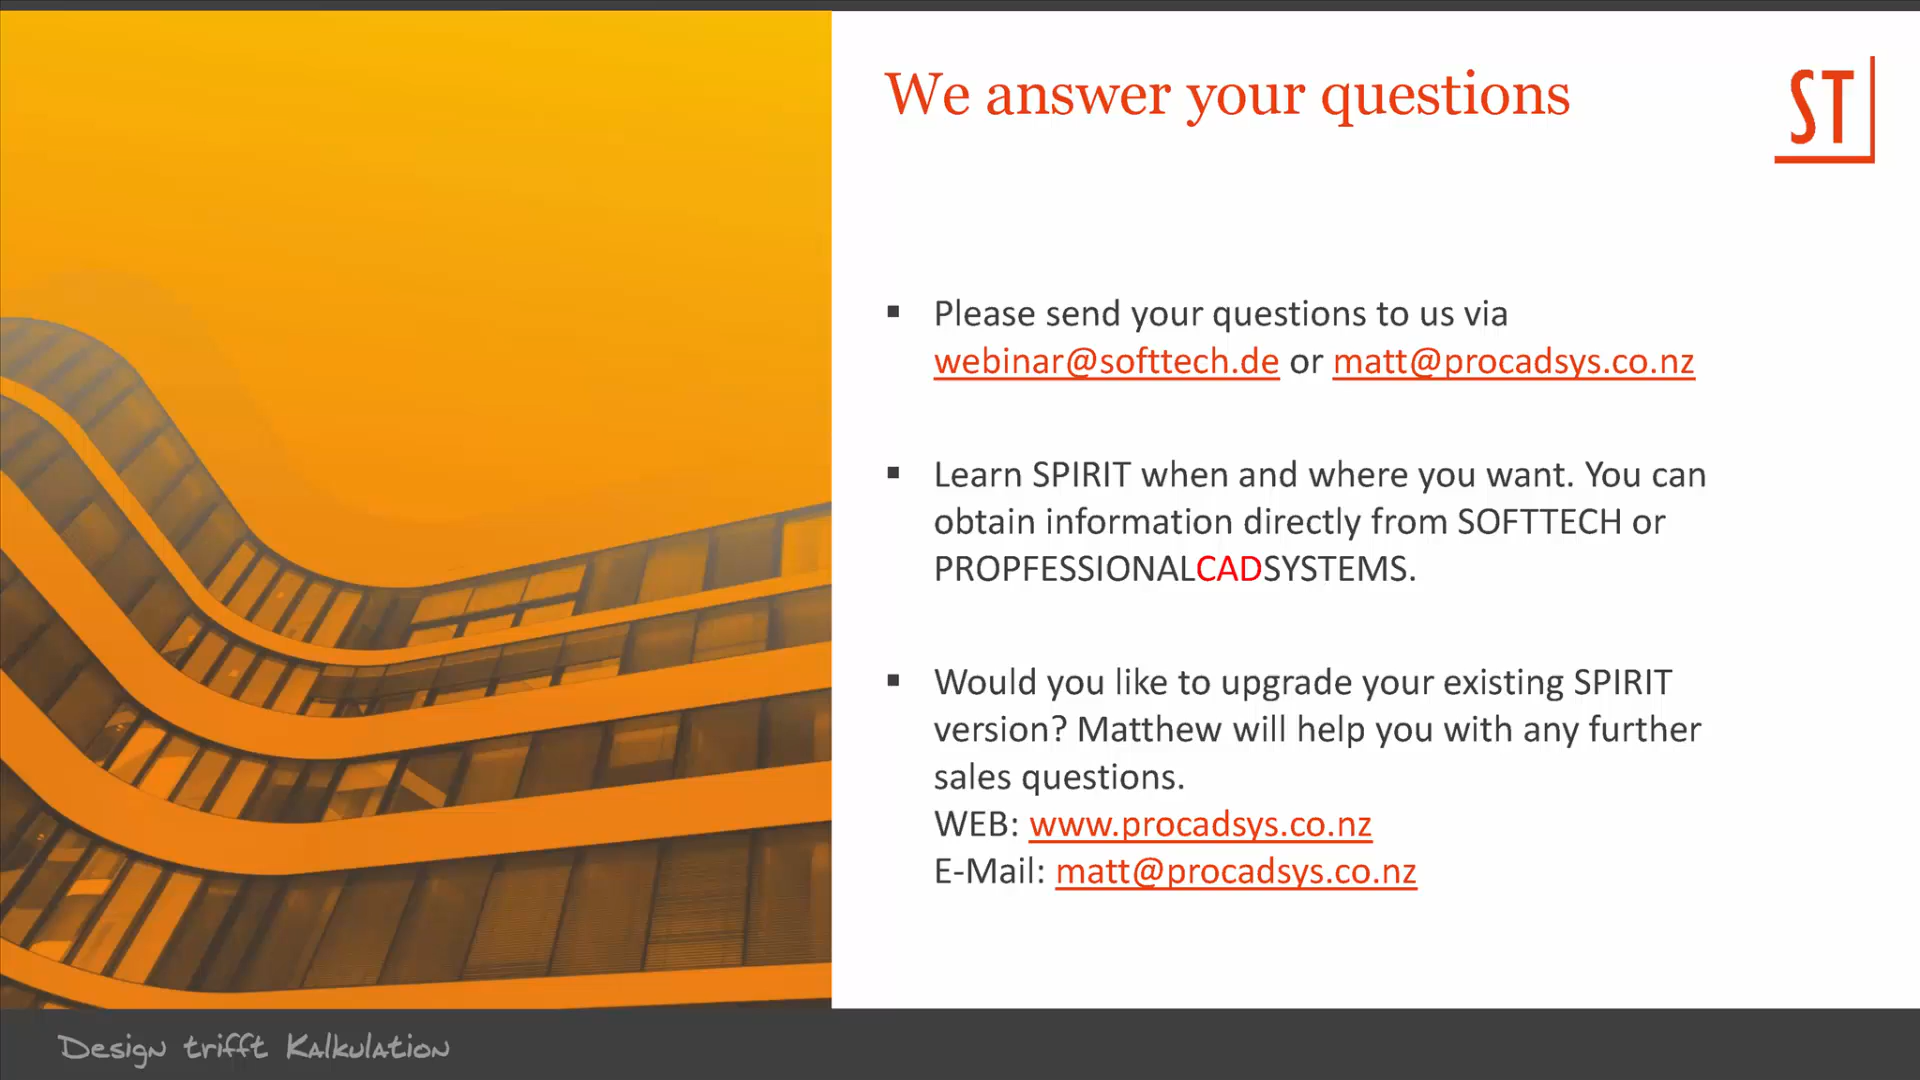 We answer your questions
ST
▪ Please send your questions to us via
webinar@softtech.de or matt@procadsys.co.nz
▪ Learn SPIRIT when and where you want. You can
obtain information directly from SOFTTECH or
PROPFESSIONALCADSYSTEMS.
▪ Would you like to upgrade your existing SPIRIT
version? Matthew will help you with any further
sales questions.
WEB: www.procadsys.co.nz
E-Mail: matt@procadsys.co.nz
Design trifft Kalkulation